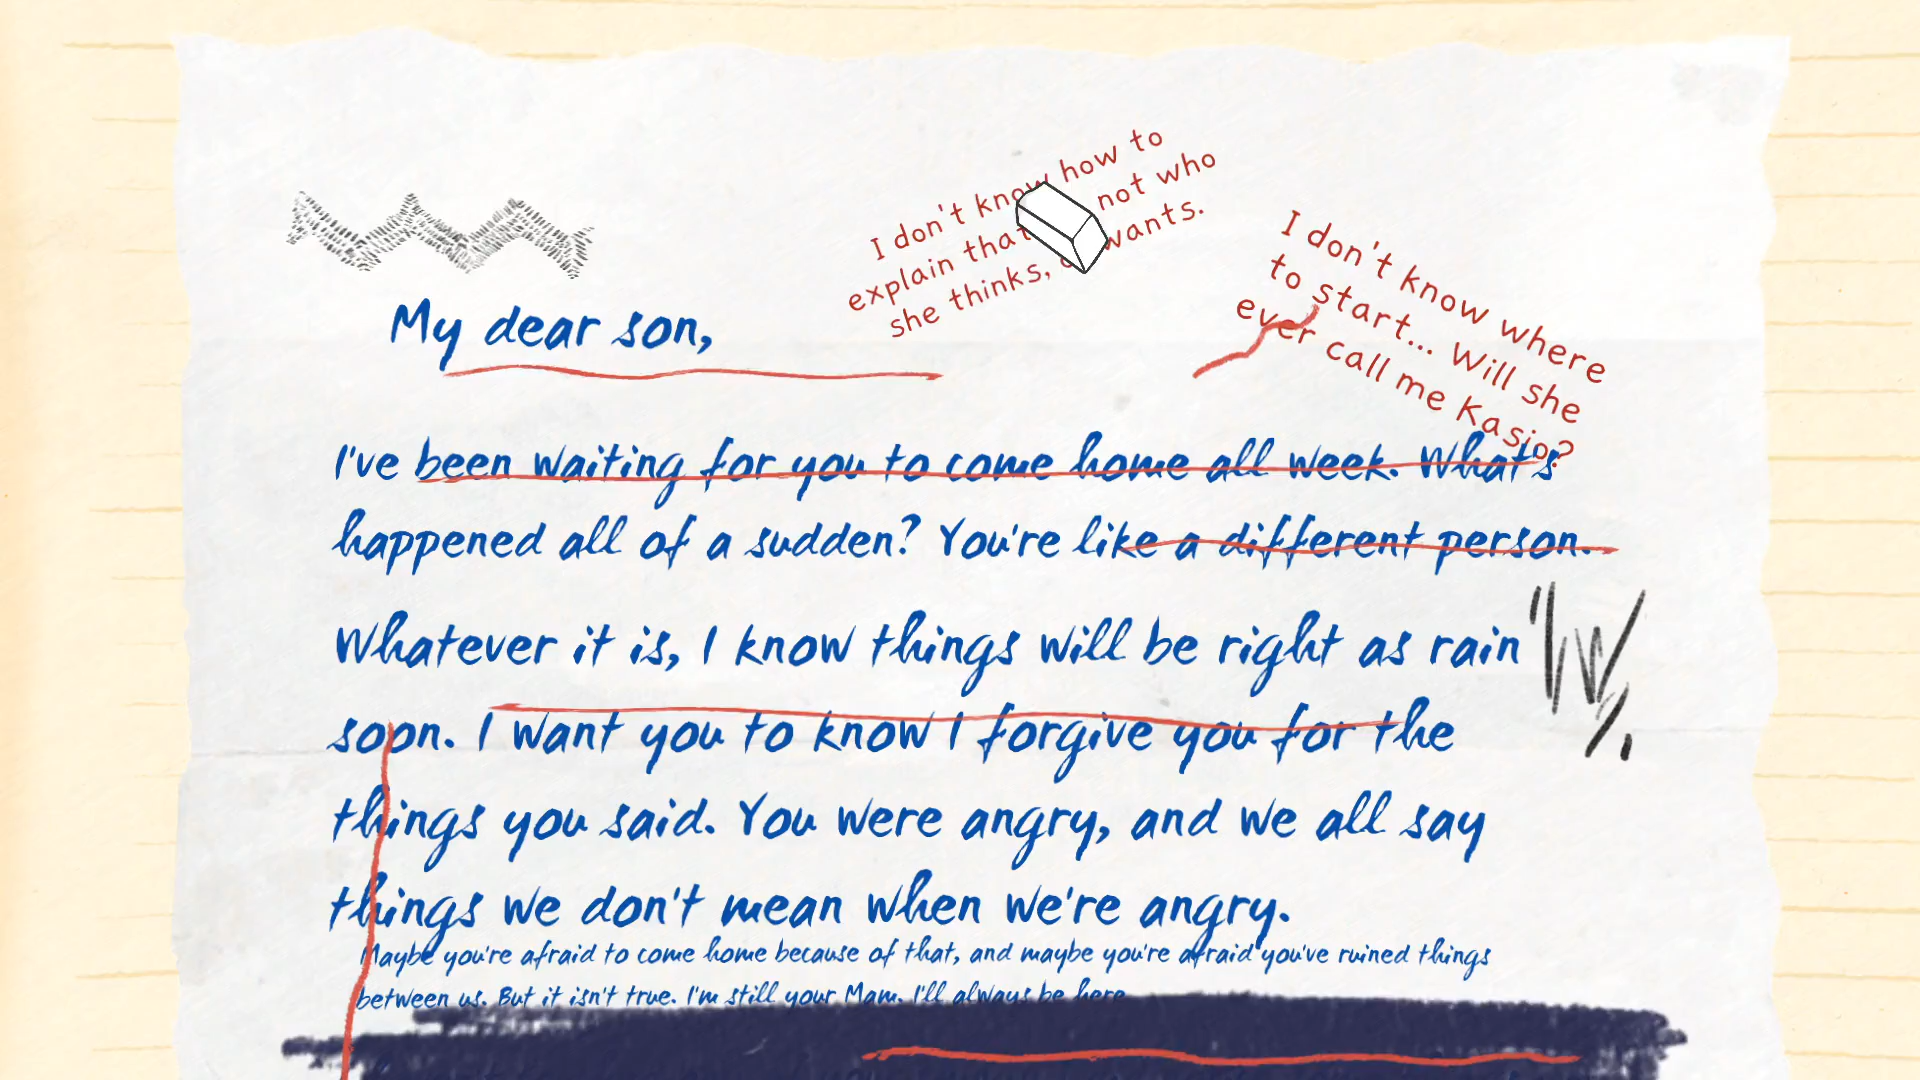 I don't know how to
explain that not who
she thinks, wants.
I don't know where
to start... Will she
ever call me Kasio?
My dear son,
I've been waiting for you to come home all week. What's
happened all of a sudden? You're like a different person.
Whatever it is, I know things will be right as rain
soon. I want you to know I forgive you for the
things you said. You were angry, and we all say
things we don't mean when we're angry.
Maybe you're afraid to come home because of that, and maybe you're afraid you've ruined things
between us. But it isn't true. I'm still your Mam. I'll always be here